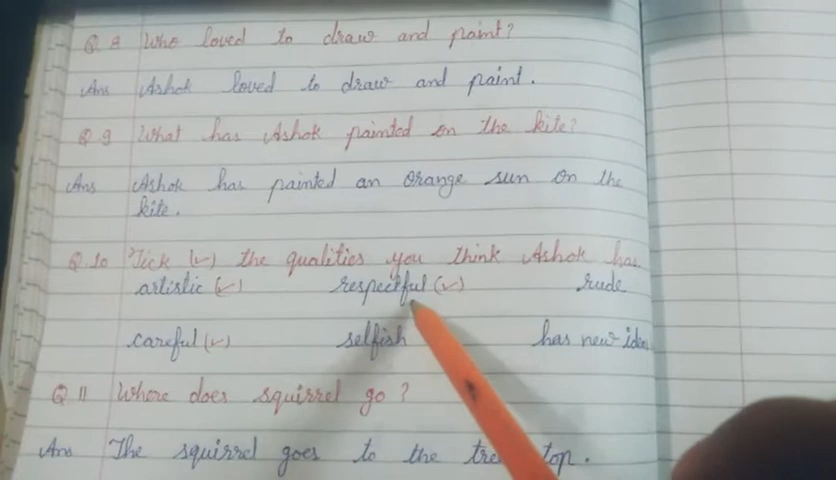 Q 8 Who loved to draw and paint?
Ans Ashok loved to draw and paint.
Q 9 What has Ashok painted on the kite?
Ans Ashok has painted an orange sun on the
kite.
Q.10 Tick (✓) the qualities you think Ashok has
artistic (✓) respectful (✓) rude
careful (✓) selfish has new
Q 11 Where does squirrel go?
Ans The squirrel goes to the top.